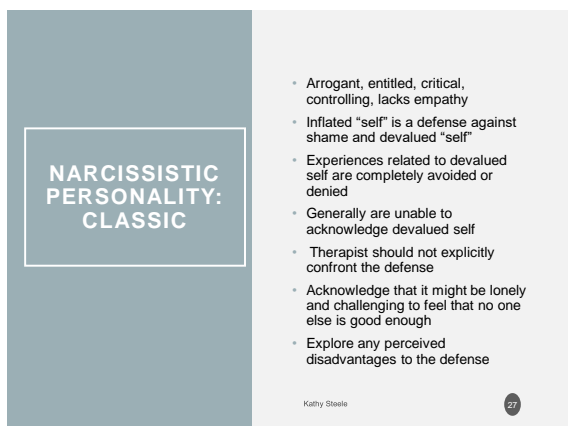 NARCISSISTIC
PERSONALITY:
CLASSIC
• Arrogant, entitled, critical,
controlling, lacks empathy
• Inflated “self” is a defense against
shame and devalued “self”
• Experiences related to devalued
self are completely avoided or
denied
• Generally are unable to
acknowledge devalued self
• Therapist should not explicitly
confront the defense
• Acknowledge that it might be lonely
and challenging to feel that no one
else is good enough
• Explore any perceived
disadvantages to the defense
Kathy Steele
27